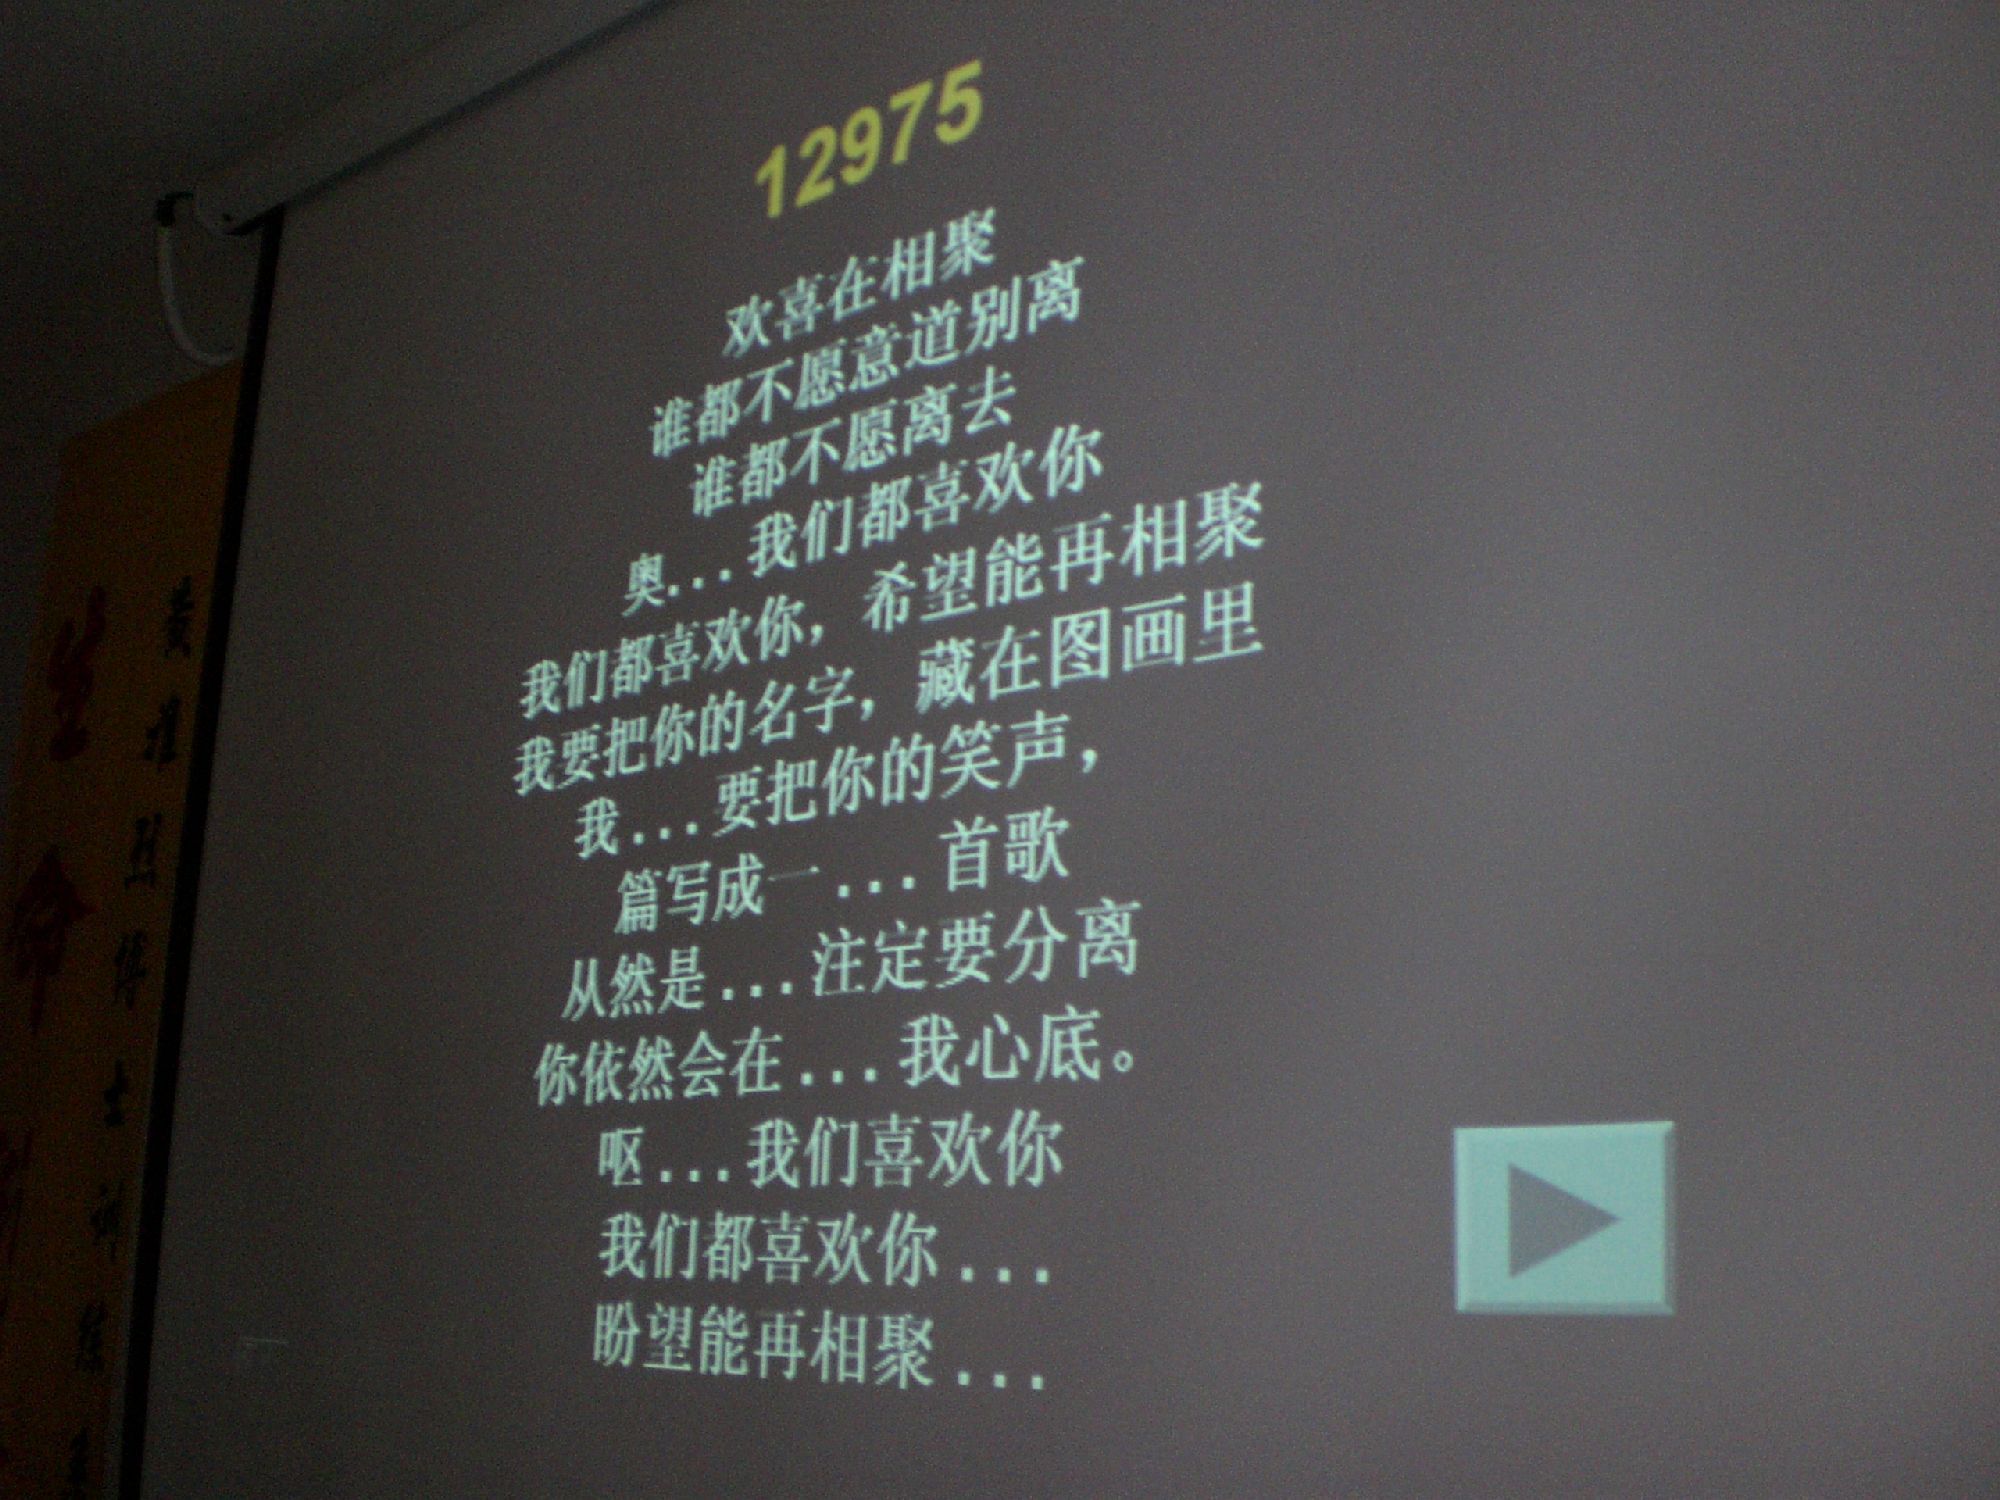 12975
欢喜在相聚
谁都不愿意道别离
谁都不愿离去
奥...我们都喜欢你
我们都喜欢你，希望能再相聚
我要把你的名字，藏在图画里
我...要把你的笑声，
篇写成一...首歌
从然是...注定要分离
你依然会在...我心底。
呕...我们喜欢你
我们都喜欢你...
盼望能再相聚...